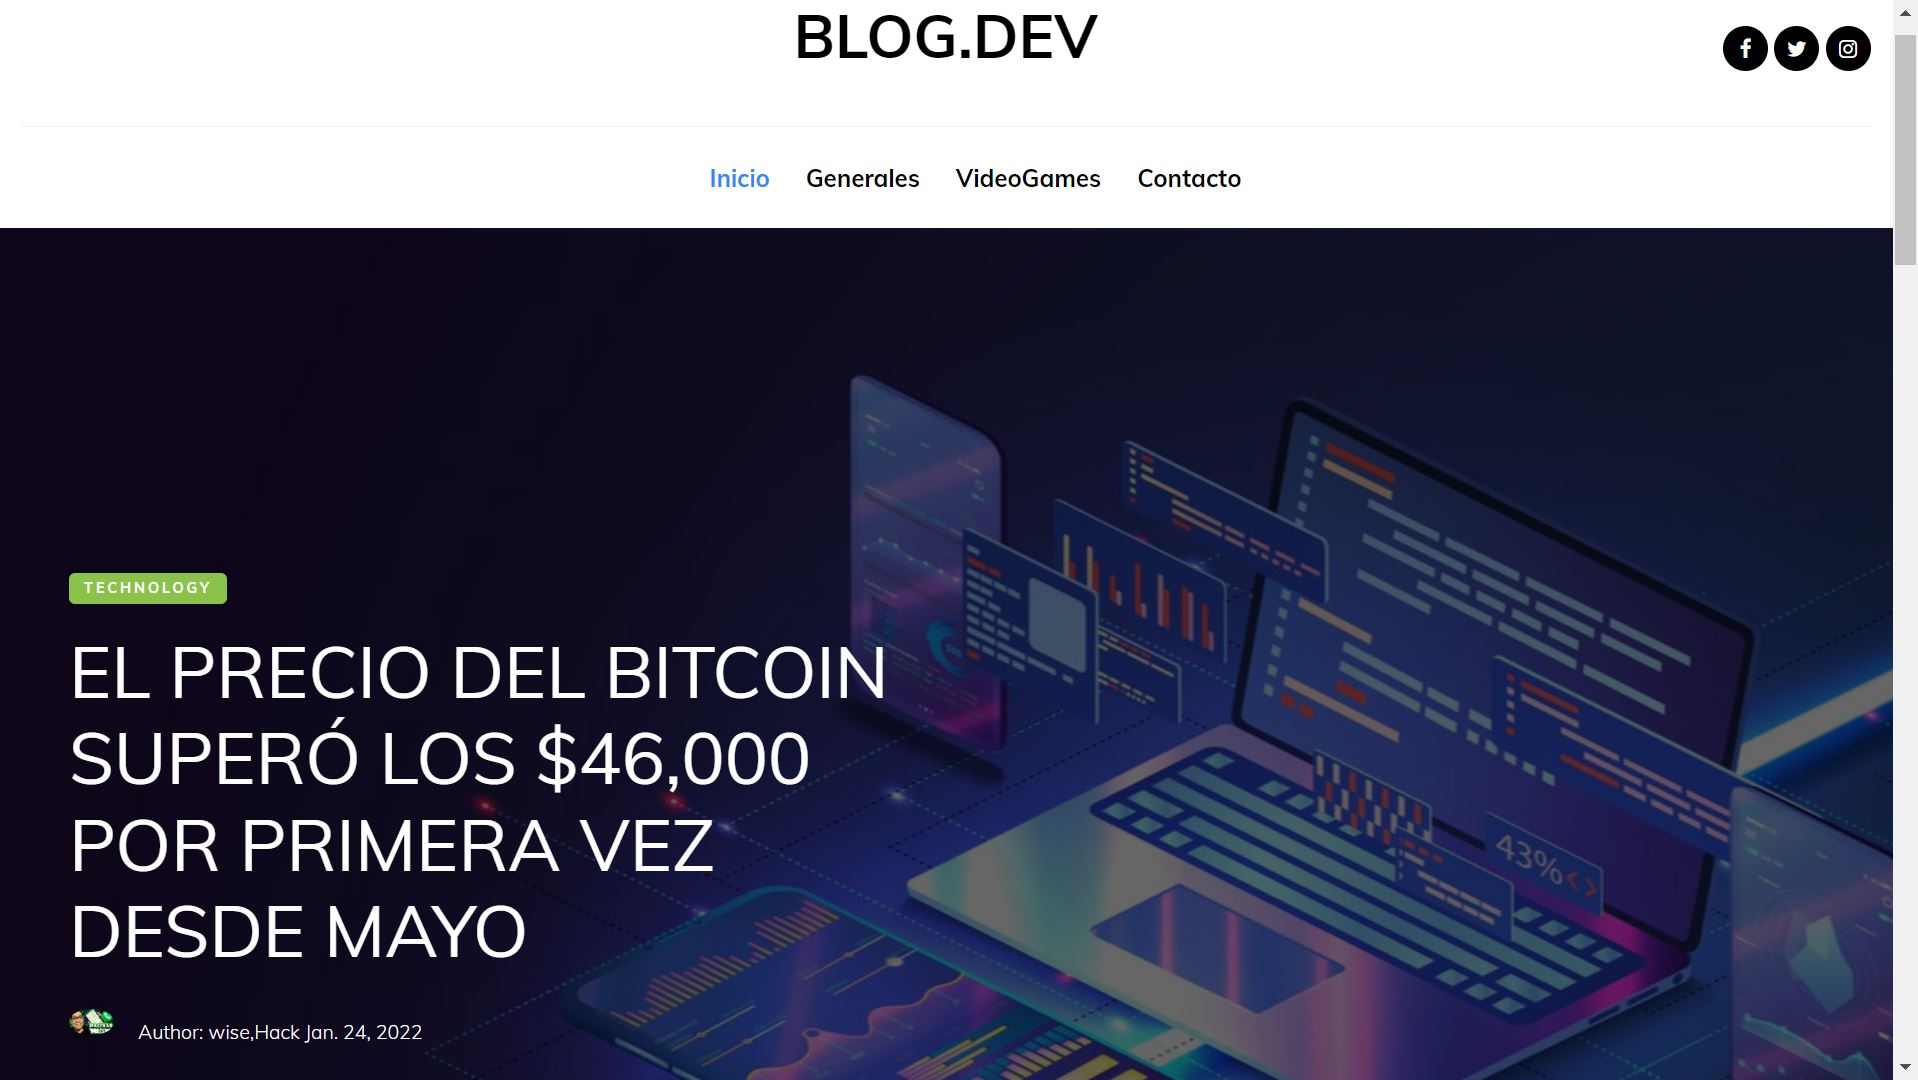 BLOG.DEV
Inicio Generales VideoGames Contacto
TECHNOLOGY
EL PRECIO DEL BITCOIN
SUPERÓ LOS $46,000
POR PRIMERA VEZ
DESDE MAYO
Author: wise,Hack Jan. 24, 2022
43%<>